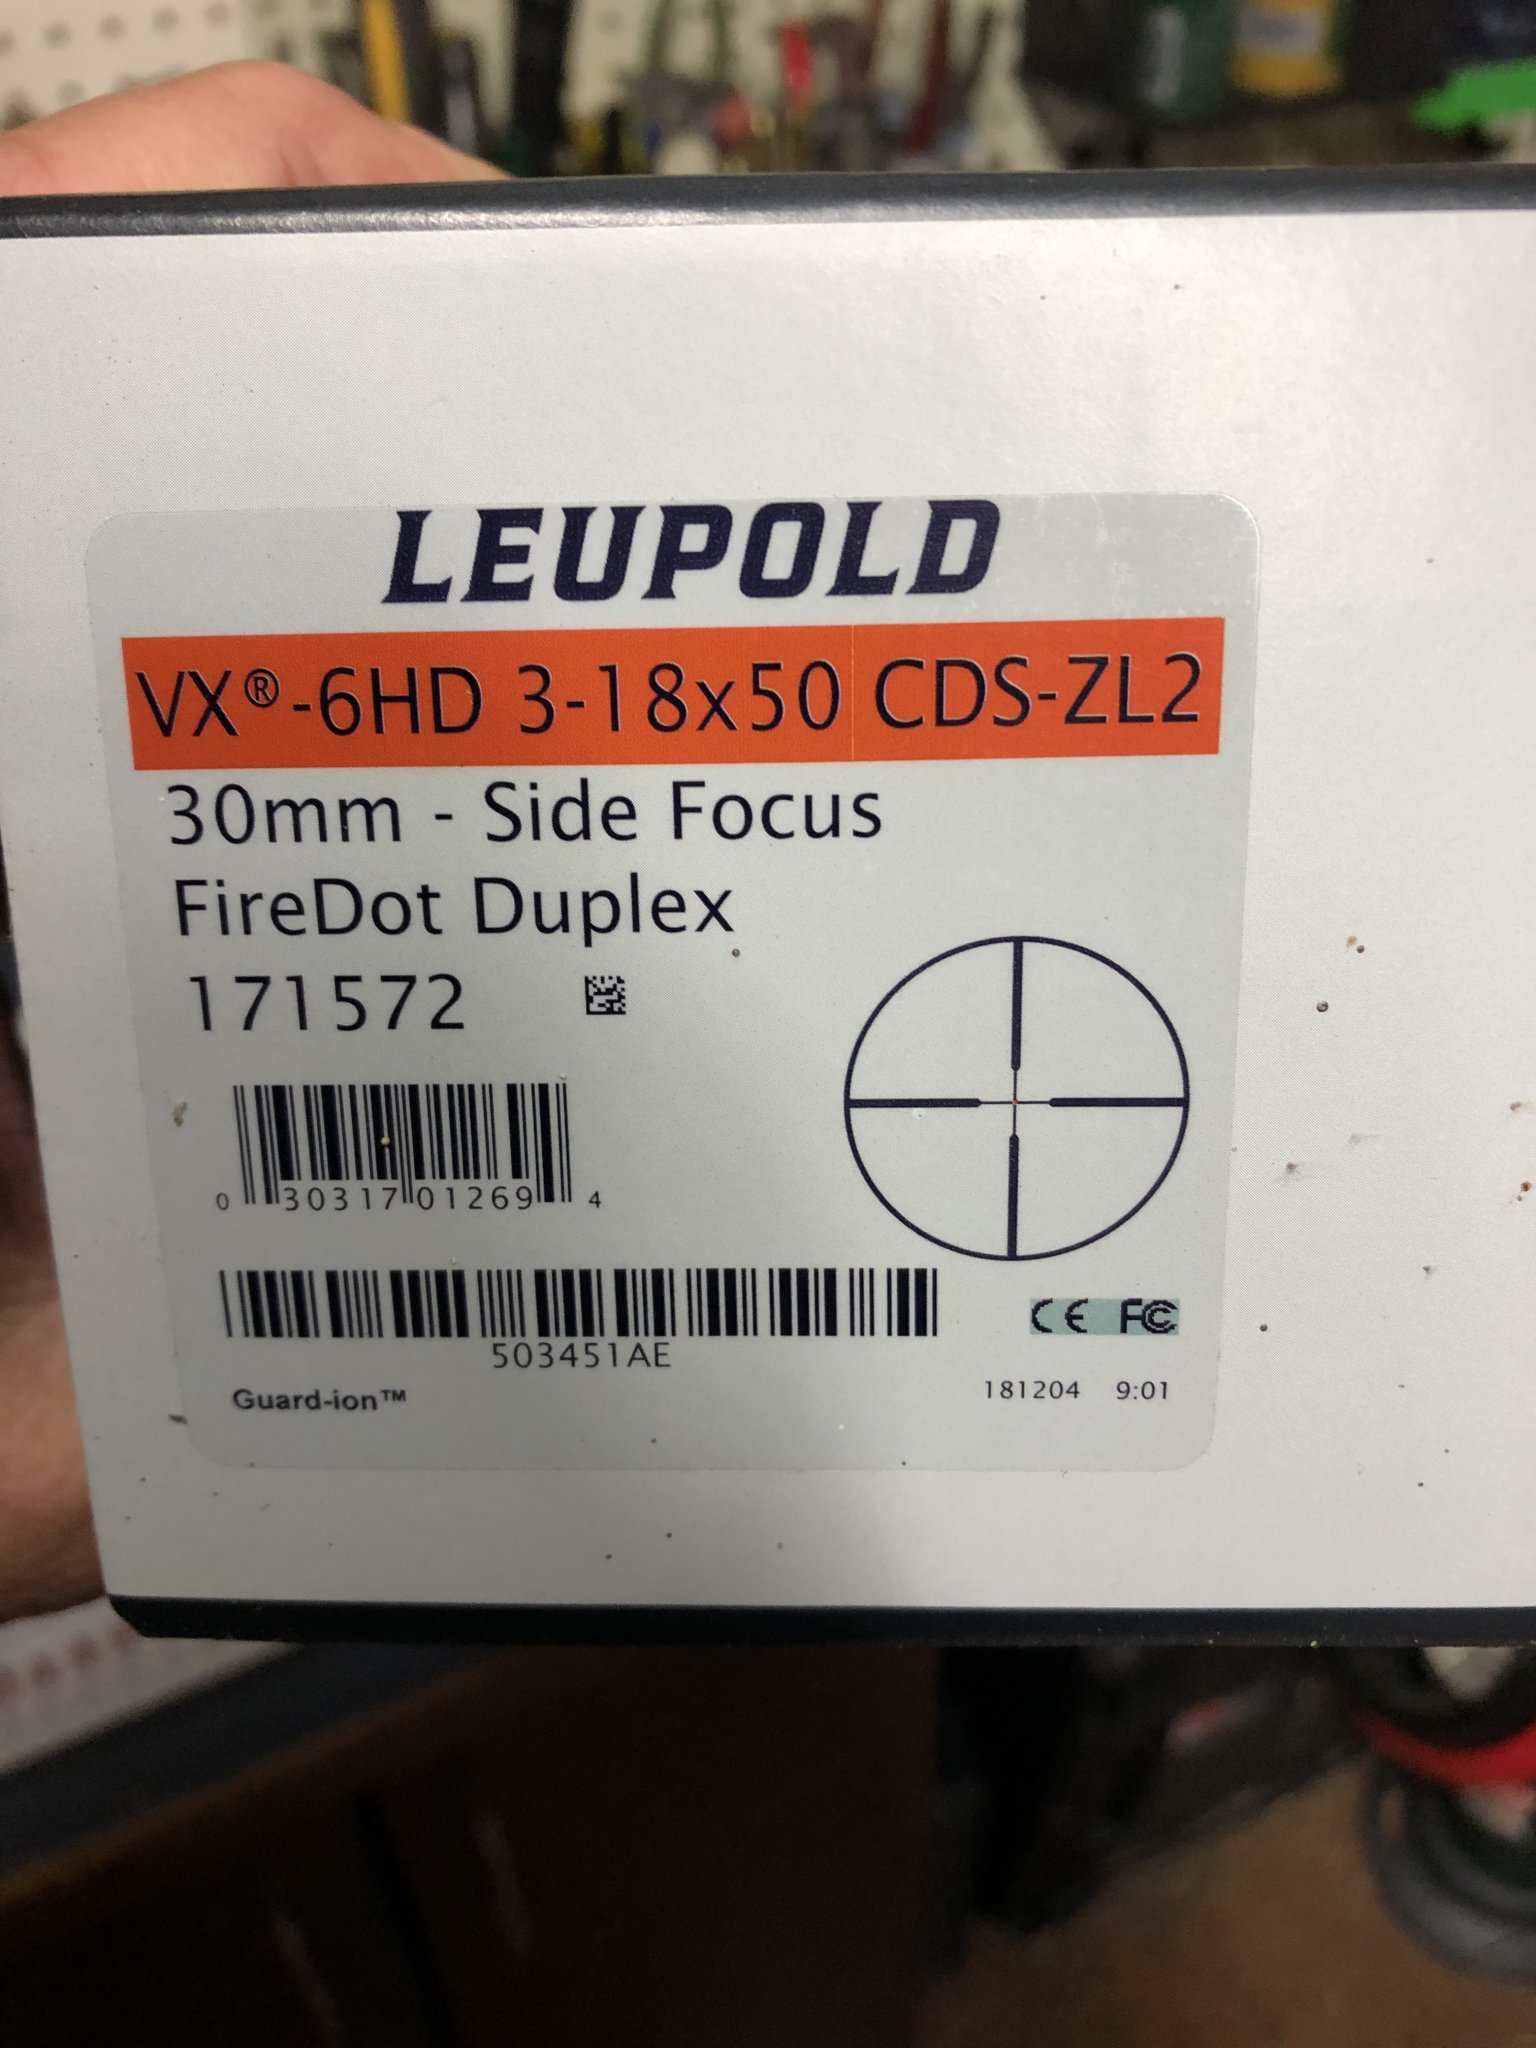 LEUPOLD
VX®-6HD 3-18x50 CDS-ZL2
30mm - Side Focus
FireDot Duplex
171572
0 30317 01269 4
503451AE
CE FC
Guard-ion™
181204 9:01